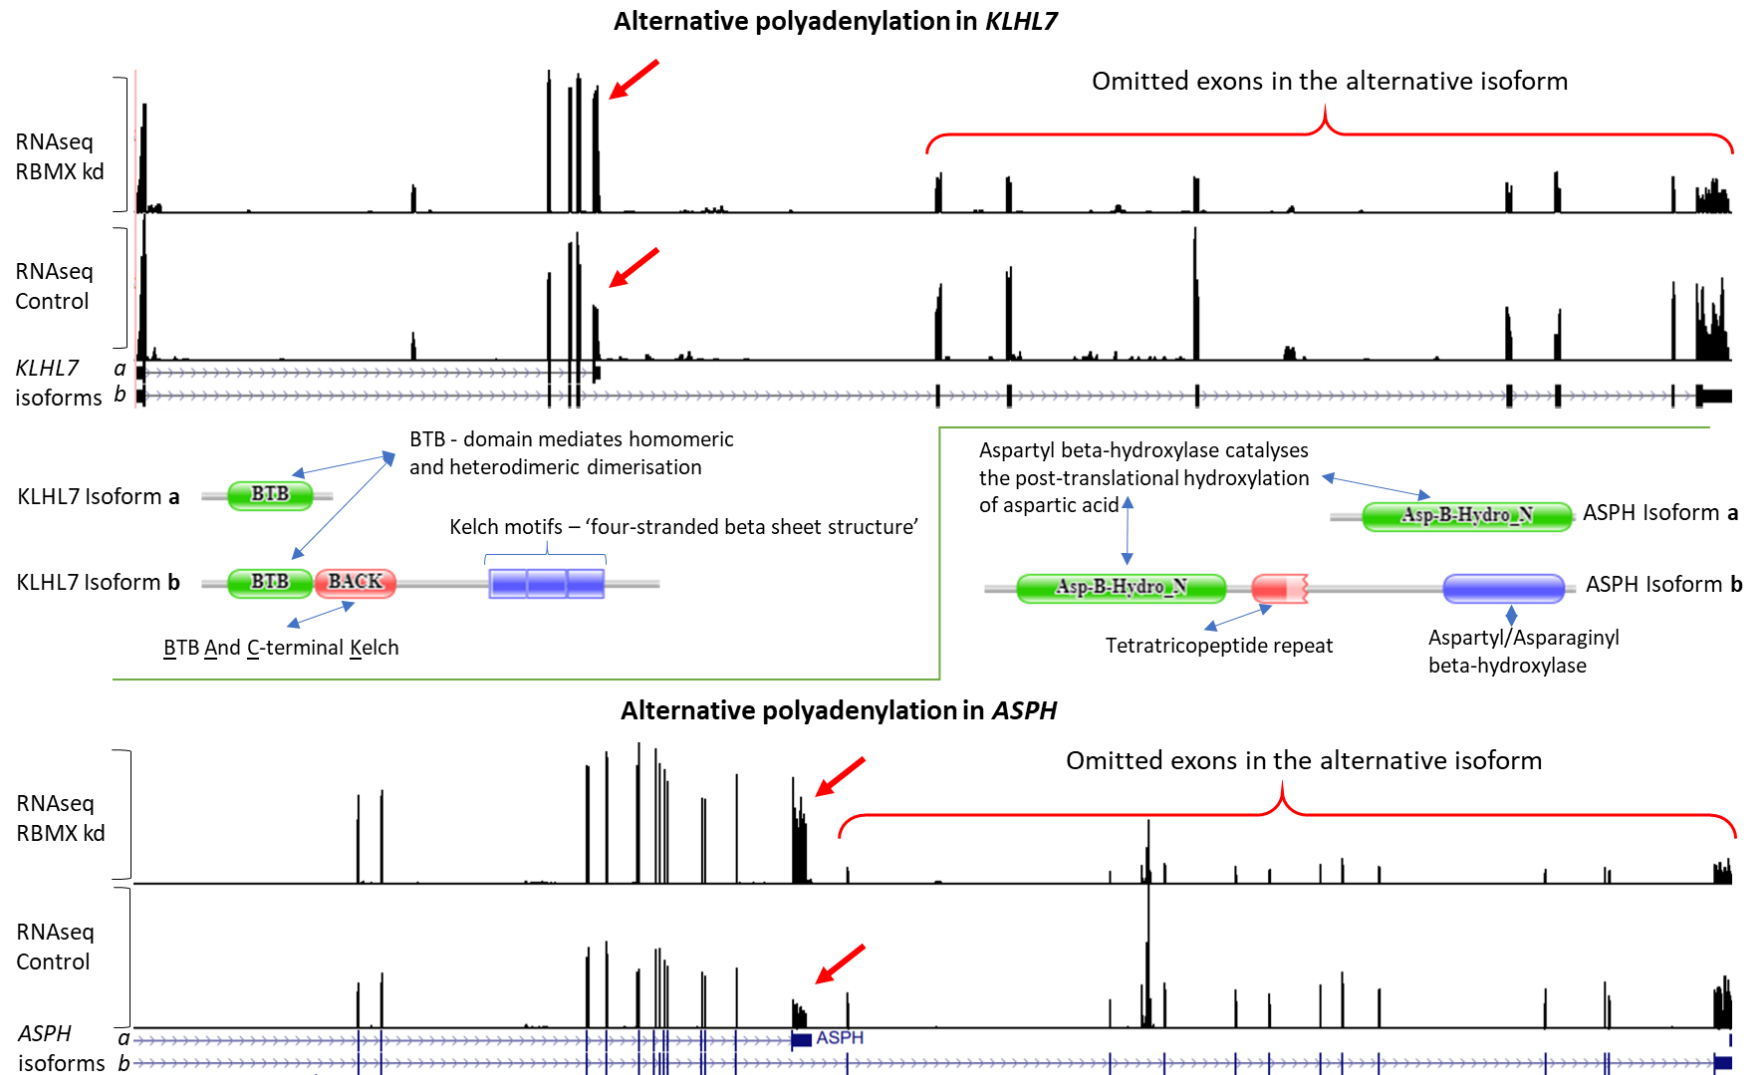 Alternative polyadenylation in KLHL7
Omitted exons in the alternative isoform
RNAseq
RBMX kd
RNAseq
Control
KLHL7 a
isoforms b
BTB - domain mediates homomeric
and heterodimeric dimerisation
KLHL7 Isoform a
BTB
Kelch motifs – ‘four-stranded beta sheet structure’
KLHL7 Isoform b
BTB
BACK
BTB And C-terminal Kelch
Aspartyl beta-hydroxylase catalyses
the post-translational hydroxylation
of aspartic acid
Asp-B-Hydro_N
ASPH Isoform a
Asp-B-Hydro_N
ASPH Isoform b
Tetratricopeptide repeat
Aspartyl/Asparaginyl
beta-hydroxylase
Alternative polyadenylation in ASPH
Omitted exons in the alternative isoform
RNAseq
RBMX kd
RNAseq
Control
ASPH a
ASPH
isoforms b